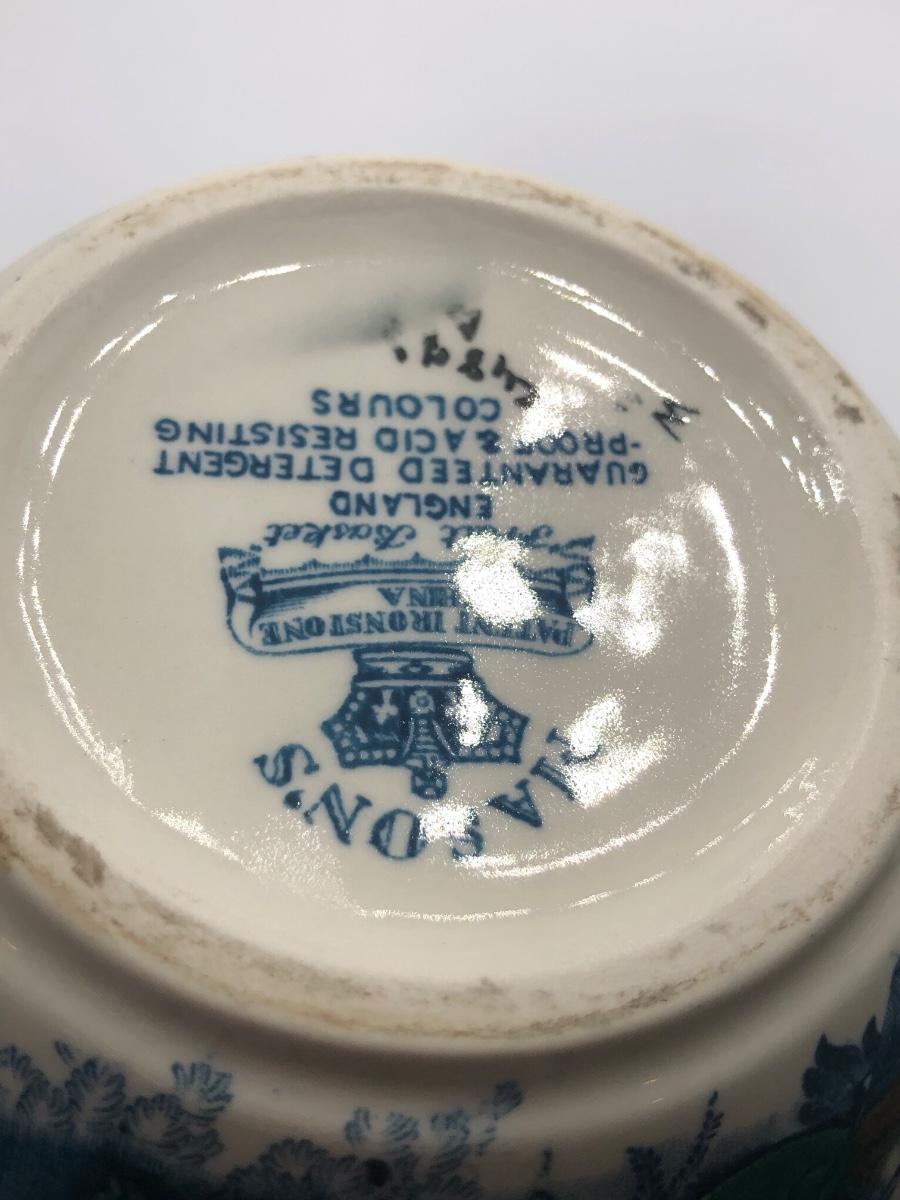 MASON'S
PATENT IRONSTONE
CHINA
Fruit Basket
ENGLAND
GUARANTEED DETERGENT
-PROOF & ACID RESISTING
COLOURS